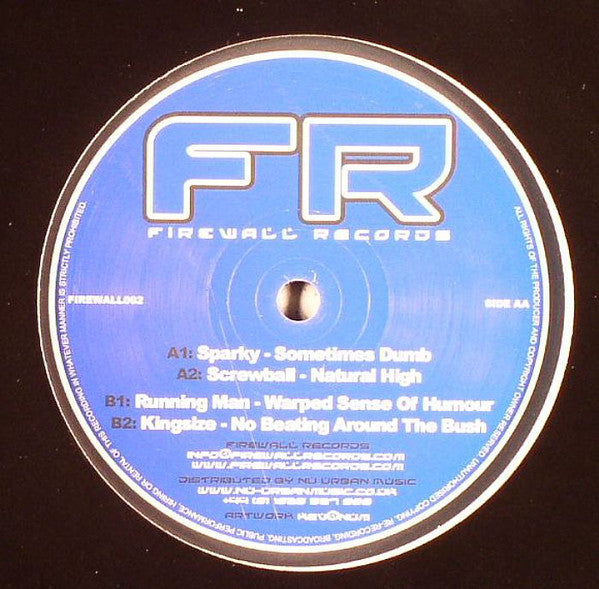 FR
FIREWALL RECORDS
FIREWALL002
SIDE AA
A1: Sparky - Sometimes Dumb
A2: Screwball - Natural High
B1: Running Man - Warped Sense Of Humour
B2: Kingsize - No Beating Around The Bush
FIREWALL RECORDS
INFO@FIREWALLRECORDS.COM
WWW.FIREWALLRECORDS.COM
DISTRIBUTED BY NU URBAN MUSIC
WWW.NU-URBANMUSIC.CO.UK
ARTWORK
ALL RIGHTS OF THE PRODUCER AND COPYRIGHT OWNER RESERVED. UNAUTHORISED COPYING, RE-RECORDING, BROADCASTING, PUBLIC PERFORMANCE, HIRING OR RENTAL OF THIS RECORDING IN WHATEVER MANNER IS STRICTLY PROHIBITED.